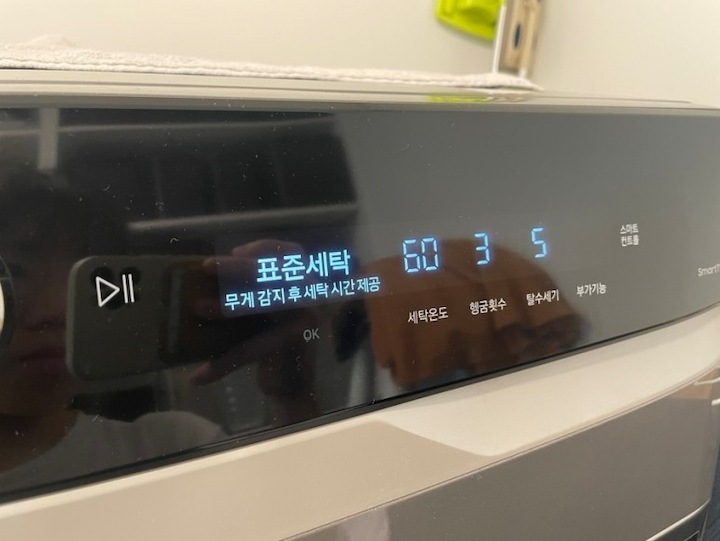 표준세탁
무게 감지 후 세탁 시간 제공
OK
60 3 5
세탁온도 헹굼횟수 탈수세기 부가기능
스마트
컨트롤